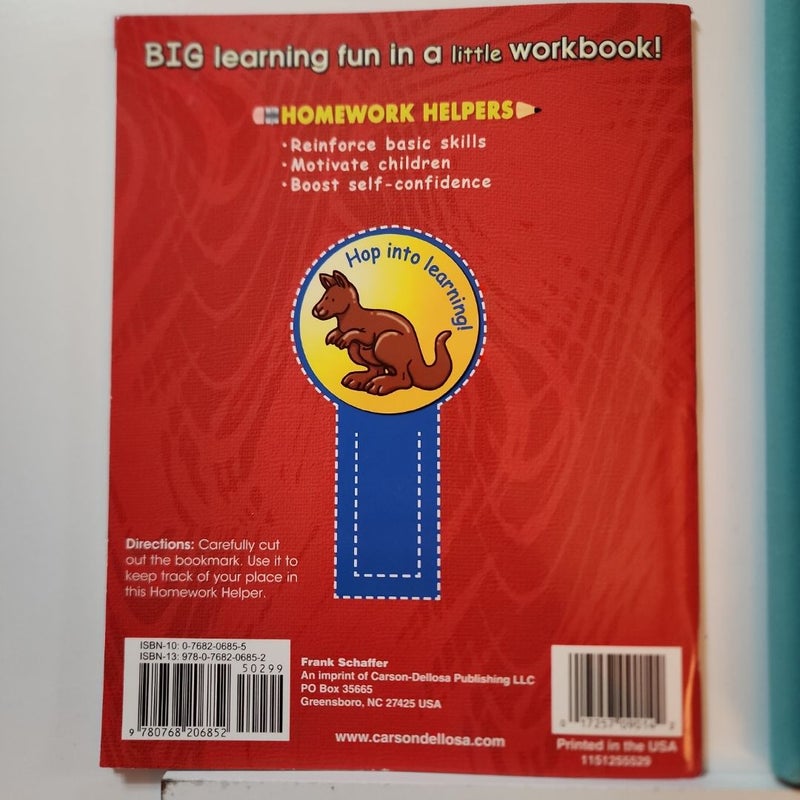 BIG learning fun in a little workbook!
HOMEWORK HELPERS
• Reinforce basic skills
• Motivate children
• Boost self-confidence
Hop into learning!
Directions: Carefully cut
out the bookmark. Use it to
keep track of your place in
this Homework Helper.
ISBN-10: 0-7682-0685-5
ISBN-13: 978-0-7682-0685-2
50299
9 780768 206852
Frank Schaffer
An imprint of Carson-Dellosa Publishing LLC
PO Box 35665
Greensboro, NC 27425 USA
www.carsondellosa.com
0 17257 09014 2
Printed in the USA
1151255529